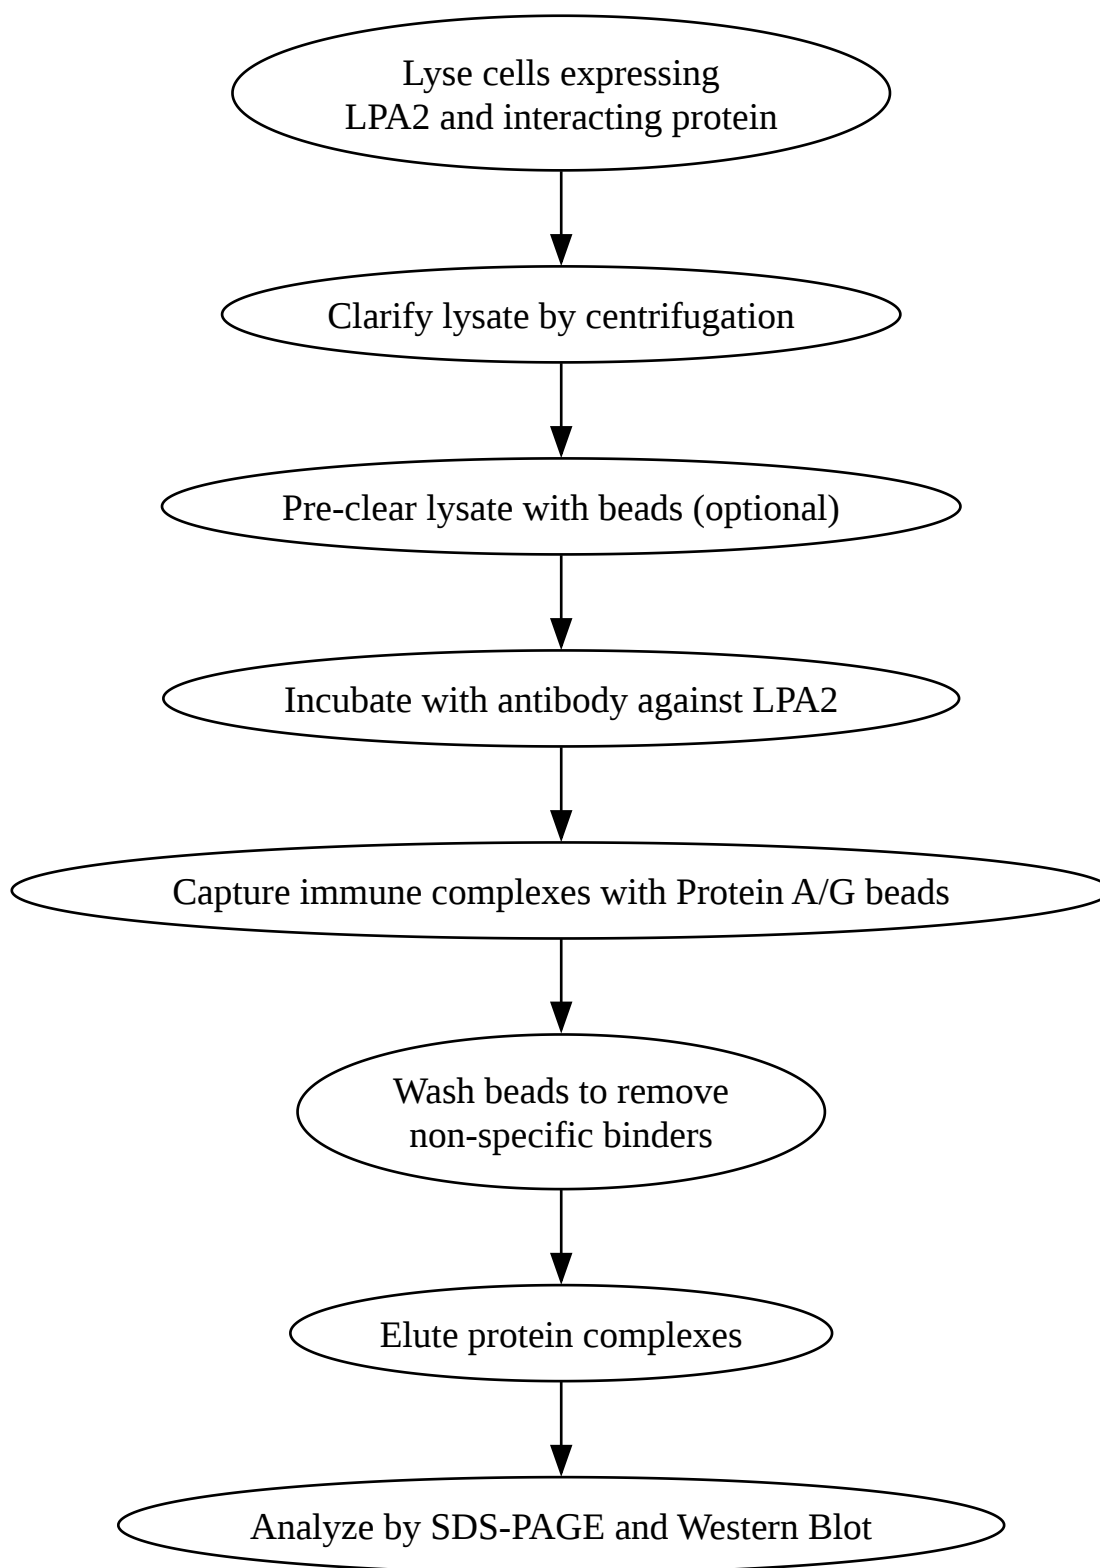 Lyse cells expressing
LPA2 and interacting protein
Clarify lysate by centrifugation
Pre-clear lysate with beads (optional)
Incubate with antibody against LPA2
Capture immune complexes with Protein A/G beads
Wash beads to remove
non-specific binders
Elute protein complexes
Analyze by SDS-PAGE and Western Blot